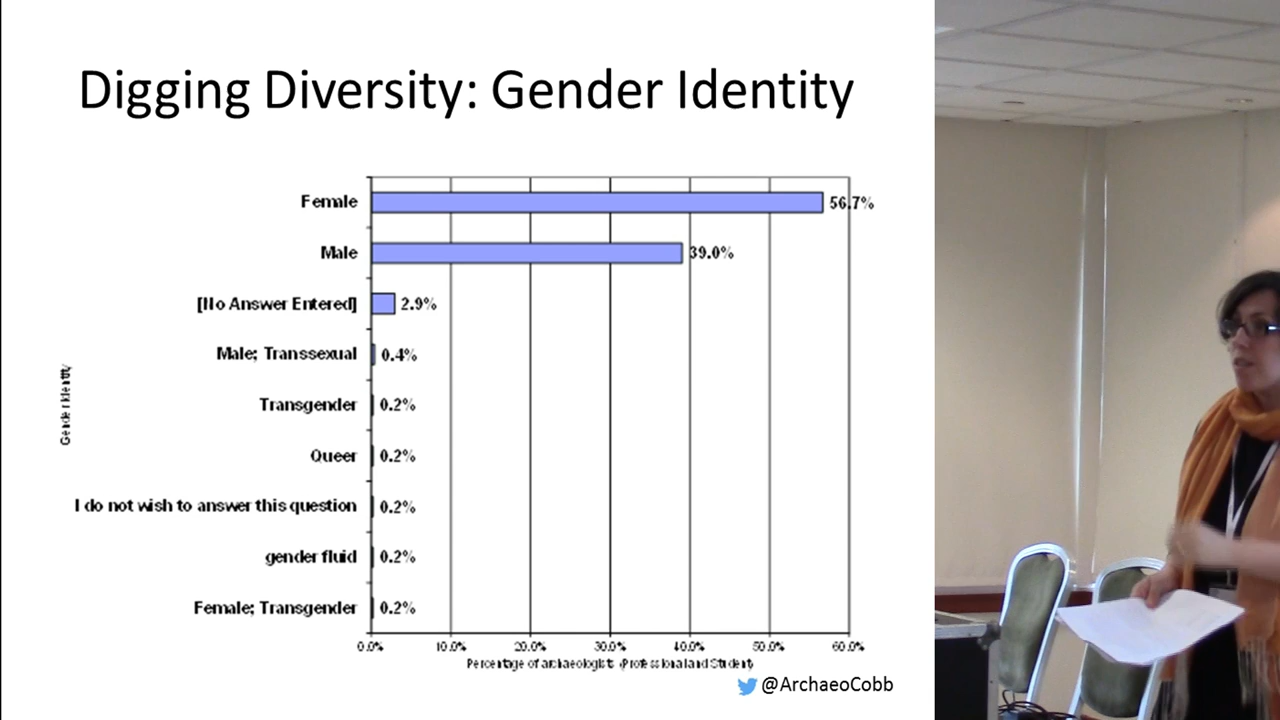 Digging Diversity: Gender Identity
Female
56.7%
Male
39.0%
[No Answer Entered]
2.9%
Male; Transsexual
0.4%
Transgender
0.2%
Queer
0.2%
I do not wish to answer this question
0.2%
gender fluid
0.2%
Female; Transgender
0.2%
Gender Identity
0.0%
10.0%
20.0%
30.0%
40.0%
50.0%
60.0%
Percentage of archaeologists (Professional and Student)
@ArchaeoCobb